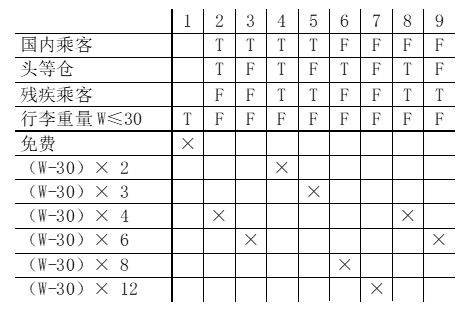 1 2 3 4 5 6 7 8 9
国内乘客 T T T T F F F F
头等仓 T F T F T F T F
残疾乘客 F F T T F F T T
行李重量 W≤30 T F F F F F F F F
免费 ×
(W-30) × 2 ×
(W-30) × 3 ×
(W-30) × 4 × ×
(W-30) × 6 × ×
(W-30) × 8 ×
(W-30) × 12 ×